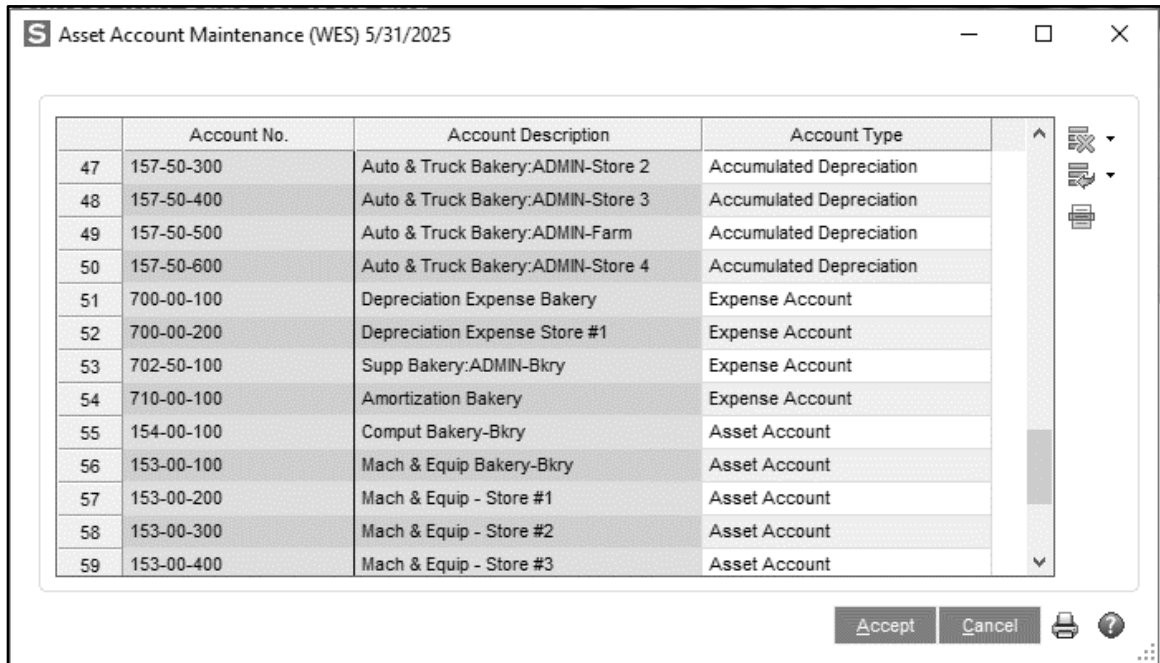 S Asset Account Maintenance (WES) 5/31/2025
Account No. Account Description Account Type
47 157-50-300 Auto & Truck Bakery:ADMIN-Store 2 Accumulated Depreciation
48 157-50-400 Auto & Truck Bakery:ADMIN-Store 3 Accumulated Depreciation
49 157-50-500 Auto & Truck Bakery:ADMIN-Farm Accumulated Depreciation
50 157-50-600 Auto & Truck Bakery:ADMIN-Store 4 Accumulated Depreciation
51 700-00-100 Depreciation Expense Bakery Expense Account
52 700-00-200 Depreciation Expense Store #1 Expense Account
53 702-50-100 Supp Bakery:ADMIN-Bkry Expense Account
54 710-00-100 Amortization Bakery Expense Account
55 154-00-100 Comput Bakery-Bkry Asset Account
56 153-00-100 Mach & Equip Bakery-Bkry Asset Account
57 153-00-200 Mach & Equip - Store #1 Asset Account
58 153-00-300 Mach & Equip - Store #2 Asset Account
59 153-00-400 Mach & Equip - Store #3 Asset Account
Accept Cancel ?